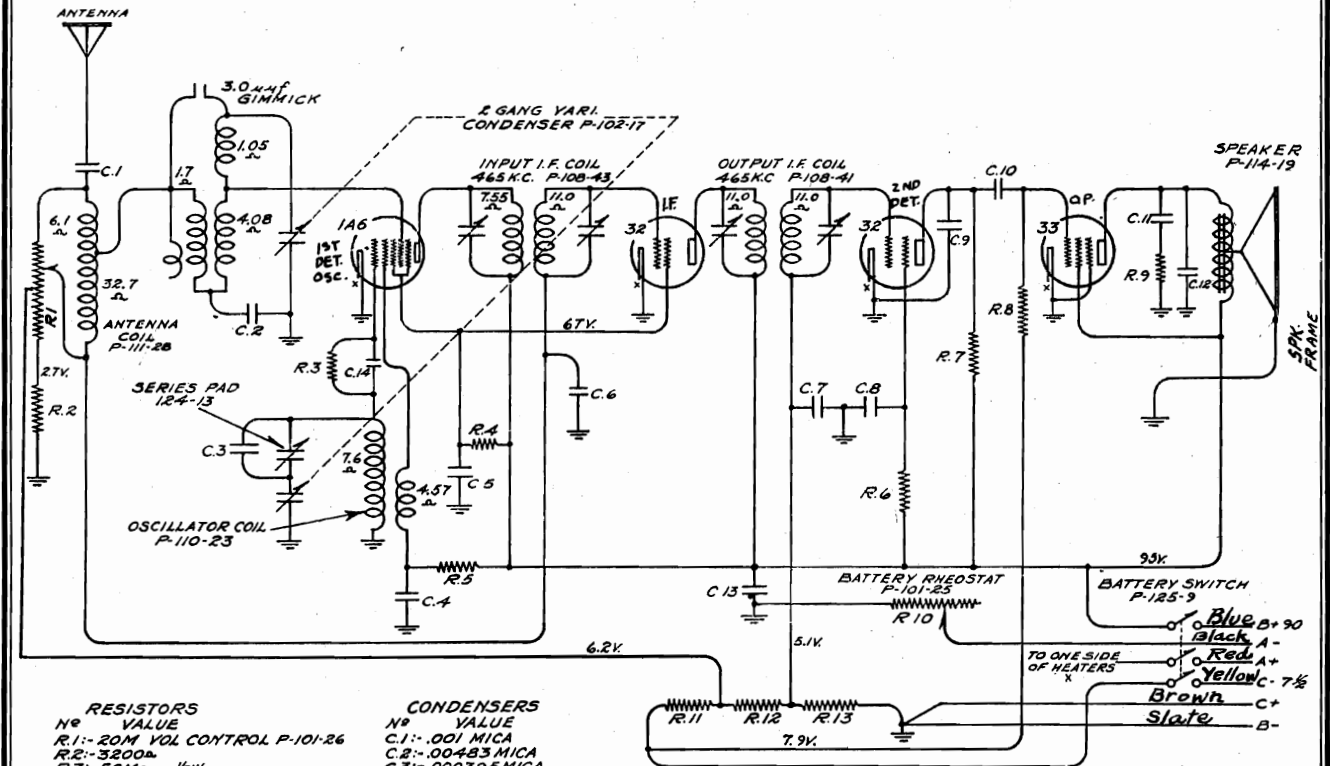 ANTENNA
3.0 μμf
GIMMICK
2 GANG VARI.
CONDENSER P-102-17
C.1
1.05
Ω
1.7
Ω
4.08
Ω
6.1
Ω
32.7
Ω
R1
ANTENNA
COIL
P-111-28
2.7V.
R.2
C.2
INPUT I.F. COIL
465 K.C. P-108-43
7.55
Ω
11.0
Ω
1A6
1ST
DET.
OSC.
x
I.F.
32
x
OUTPUT I.F. COIL
465 K.C P-108-41
11.0
Ω
11.0
Ω
2ND
DET.
32
x
C.9
C.10
O.P.
33
x
C.11
R.9
C.12
SPEAKER
P-114-19
SPK.
FRAME
67V.
R.3
C.14
SERIES PAD
124-13
C.3
7.6
Ω
4.57
Ω
OSCILLATOR COIL
P-110-23
R.4
C 5
C.6
C.7
C.8
R.6
R.7
R.8
R.5
C.4
C 13
95V.
BATTERY RHEOSTAT
P-101-25
R 10
BATTERY SWITCH
P-125-9
Blue B+ 90
Black A-
TO ONE SIDE
OF HEATERS
x
Red A+
Yellow C- 7½
Brown C+
Slate B-
6.2V.
5.1V.
R.11
R.12
R.13
7.9V.
RESISTORS
Nº VALUE
R.1:- 20M VOL CONTROL P-101-26
R.2:- 3200Ω
CONDENSERS
Nº VALUE
C.1:- .001 MICA
C.2:- .00483 MICA